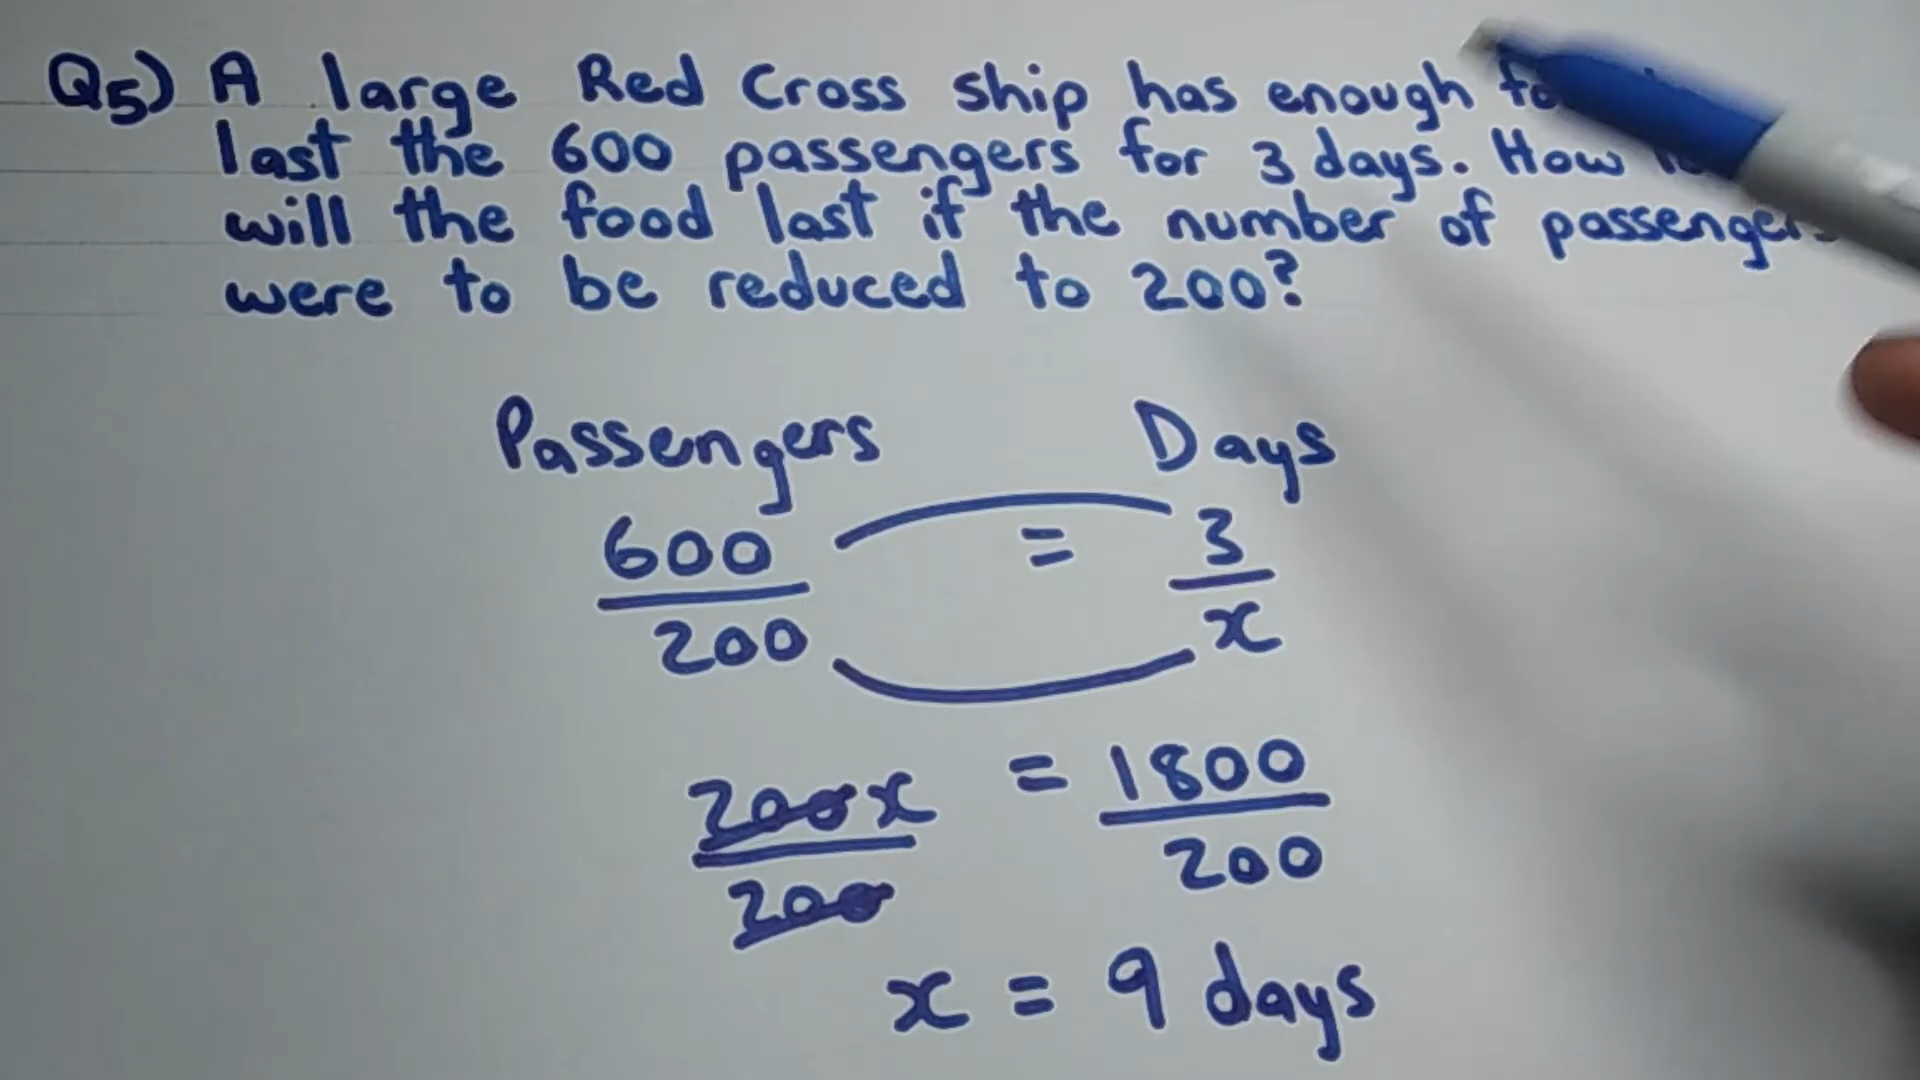 Q5) A large Red Cross ship has enough
last the 600 passengers for 3 days. How
will the food last if the number of passengers
were to be reduced to 200?
Passengers Days
600 = 3
200 x
200x = 1800
200 200
x = 9 days